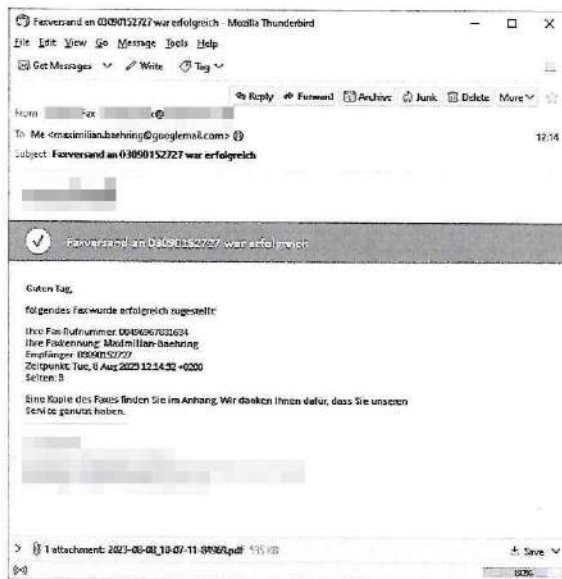 Faxversand an 03090152727 war erfolgreich - Mozilla Thunderbird
File Edit View Go Message Tools Help
Get Messages Write Tag
Reply Forward Archive Junk Delete More
From Fax @
To Me <maximilian.baehring@googlemail.com> 12:14
Subject Faxversand an 03090152727 war erfolgreich
Faxversand an 03090152727 war erfolgreich
Guten Tag,
folgendes Fax wurde erfolgreich zugestellt:
Ihre Fax-Rufnummer: 00496967831634
Ihre Faxkennung: Maximilian-Baehring
Empfänger: 03090152727
Zeitpunkt: Tue, 8 Aug 2023 12:14:32 +0200
Seiten: 3
Eine Kopie des Faxes finden Sie im Anhang. Wir danken Ihnen dafür, dass Sie unseren
Service genutzt haben.
1 attachment: 2023-08-08_10-07-11- .pdf 535 KB Save
80%